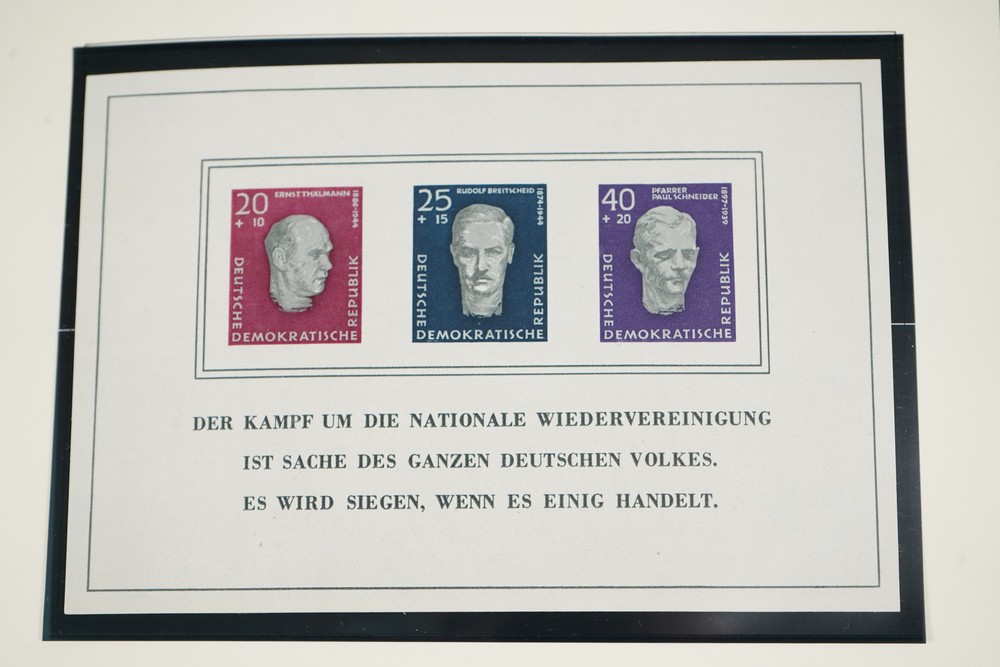 20
+ 10
ERNST THÄLMANN
1886-1944
DEUTSCHE
DEMOKRATISCHE
REPUBLIK
25
+ 15
RUDOLF BREITSCHEID
1874-1944
DEUTSCHE
DEMOKRATISCHE
REPUBLIK
40
+ 20
PFARRER
PAUL SCHNEIDER
1897-1939
DEUTSCHE
DEMOKRATISCHE
REPUBLIK
DER KAMPF UM DIE NATIONALE WIEDERVEREINIGUNG
IST SACHE DES GANZEN DEUTSCHEN VOLKES.
ES WIRD SIEGEN, WENN ES EINIG HANDELT.